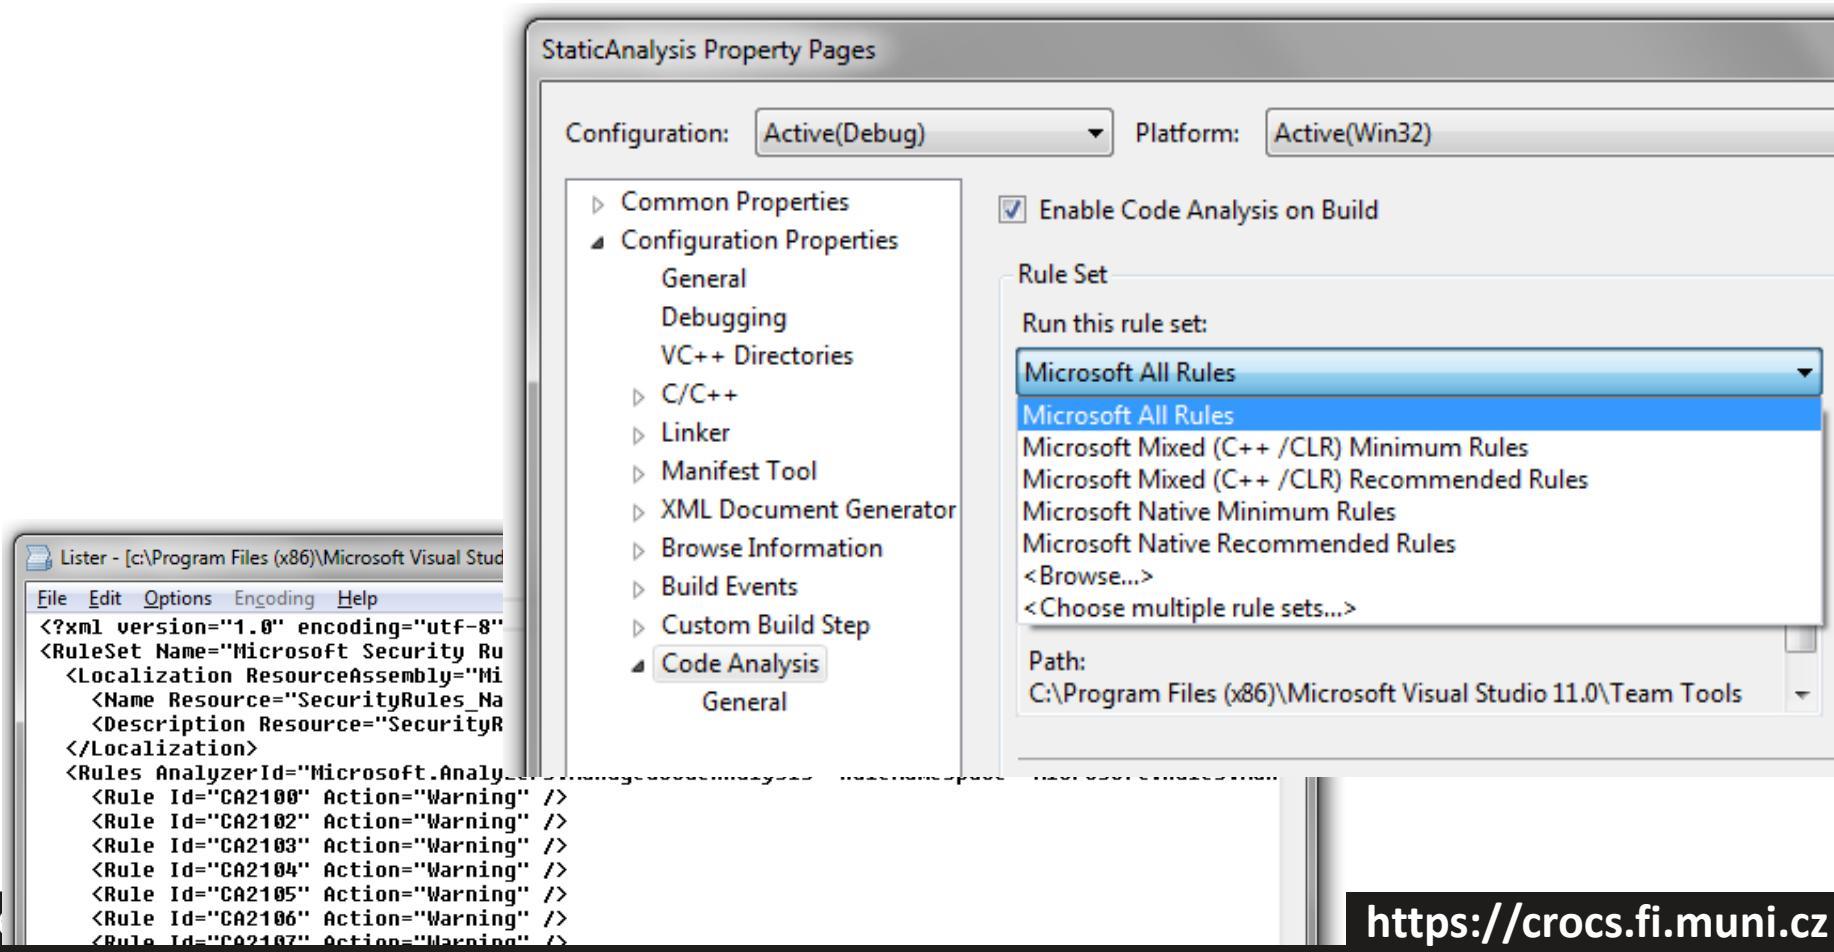 StaticAnalysis Property Pages
Configuration: Active(Debug) Platform: Active(Win32)
Common Properties
Configuration Properties
General
Debugging
VC++ Directories
C/C++
Linker
Manifest Tool
XML Document Generator
Browse Information
Build Events
Custom Build Step
Code Analysis
General
Enable Code Analysis on Build
Rule Set
Run this rule set:
Microsoft All Rules
Microsoft All Rules
Microsoft Mixed (C++ /CLR) Minimum Rules
Microsoft Mixed (C++ /CLR) Recommended Rules
Microsoft Native Minimum Rules
Microsoft Native Recommended Rules
<Browse...>
<Choose multiple rule sets...>
Path:
C:\Program Files (x86)\Microsoft Visual Studio 11.0\Team Tools
Lister - [c:\Program Files (x86)\Microsoft Visual Stud
File Edit Options Encoding Help
<?xml version="1.0" encoding="utf-8"
<RuleSet Name="Microsoft Security Ru
<Localization ResourceAssembly="Mi
<Name Resource="SecurityRules_Na
<Description Resource="SecurityR
</Localization>
<Rules AnalyzerId="Microsoft.Analyz
<Rule Id="CA2100" Action="Warning" />
<Rule Id="CA2102" Action="Warning" />
<Rule Id="CA2103" Action="Warning" />
<Rule Id="CA2104" Action="Warning" />
<Rule Id="CA2105" Action="Warning" />
<Rule Id="CA2106" Action="Warning" />
<Rule Id="CA2107" Action="Warning" />
https://crocs.fi.muni.cz